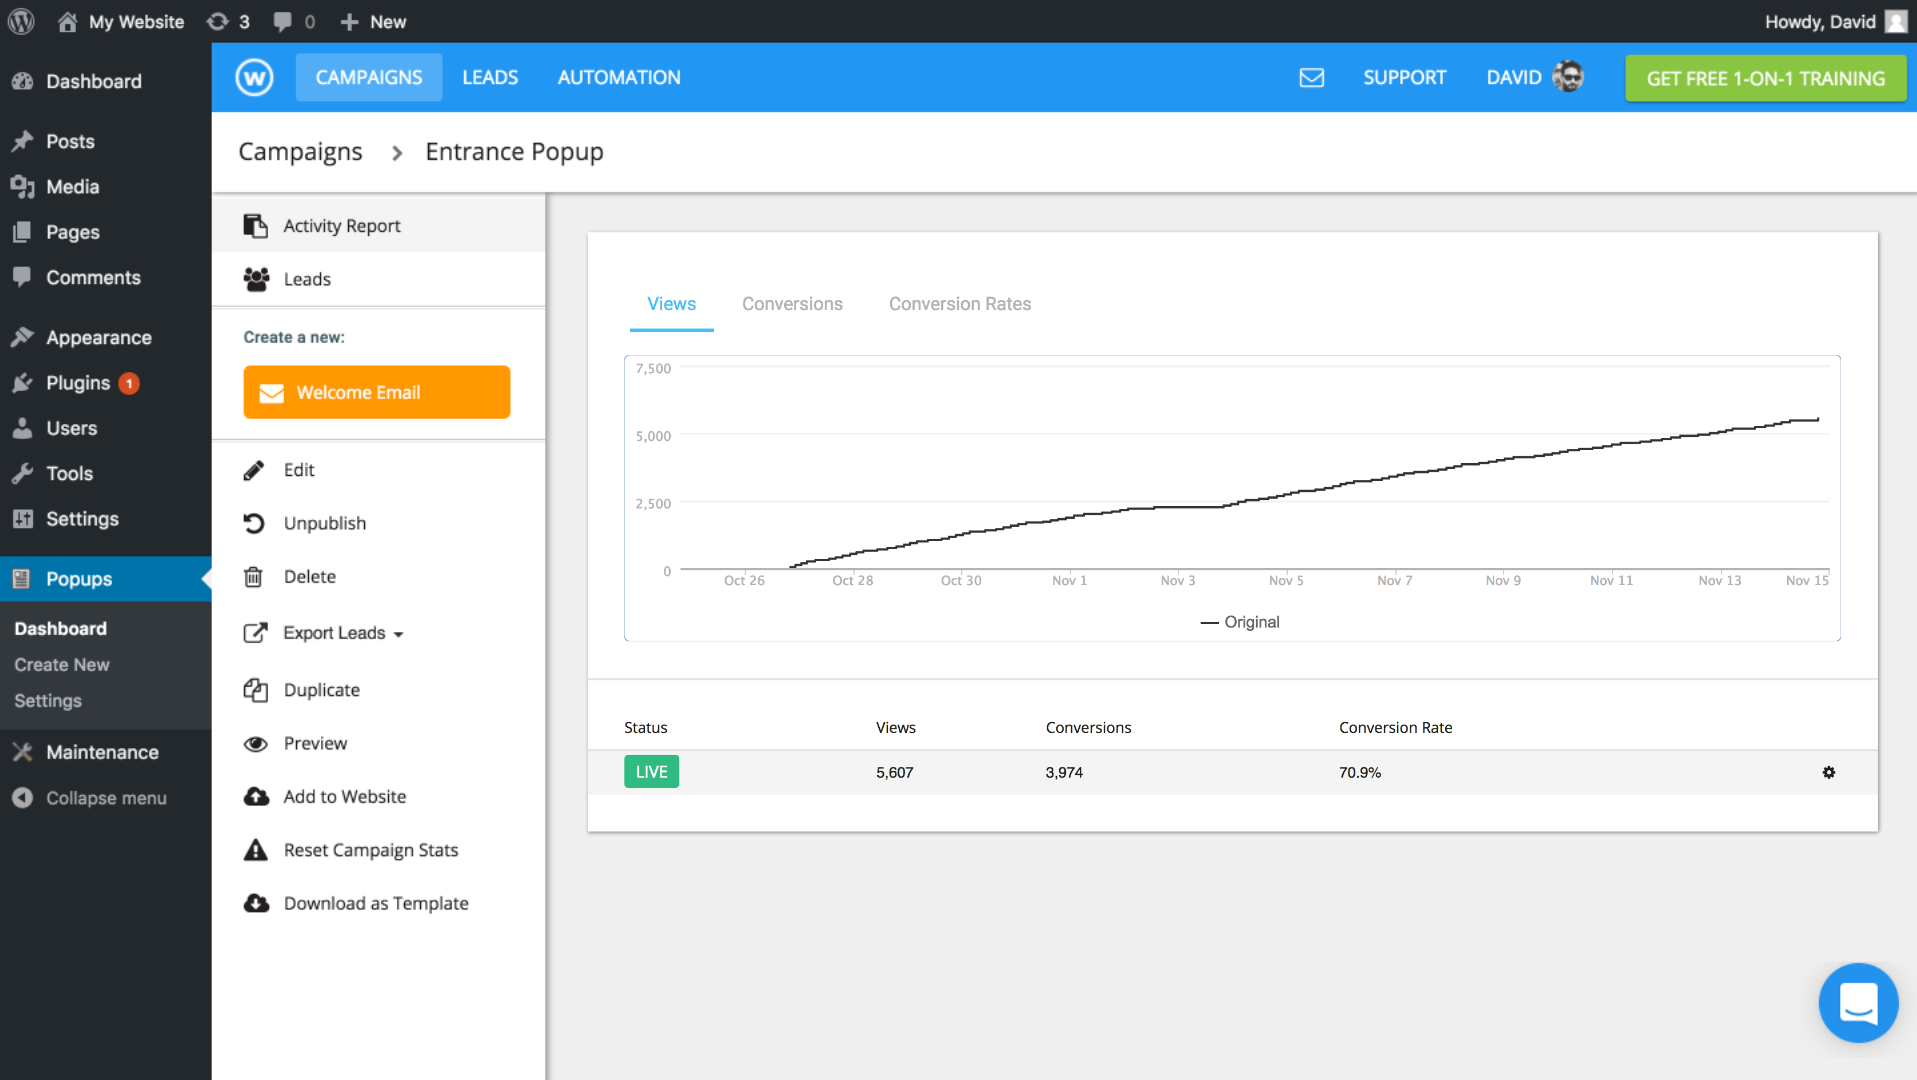 My Website 3 0 New Howdy, David
W CAMPAIGNS LEADS AUTOMATION SUPPORT DAVID GET FREE 1-ON-1 TRAINING
Dashboard
Posts
Media
Pages
Comments
Appearance
Plugins 1
Users
Tools
Settings
Popups
Dashboard
Create New
Settings
Maintenance
Collapse menu
Campaigns > Entrance Popup
Activity Report
Leads
Create a new:
Welcome Email
Edit
Unpublish
Delete
Export Leads
Duplicate
Preview
Add to Website
Reset Campaign Stats
Download as Template
Views Conversions Conversion Rates
7,500
5,000
2,500
0
Oct 26 Oct 28 Oct 30 Nov 1 Nov 3 Nov 5 Nov 7 Nov 9 Nov 11 Nov 13 Nov 15
Original
Status Views Conversions Conversion Rate
LIVE 5,607 3,974 70.9%